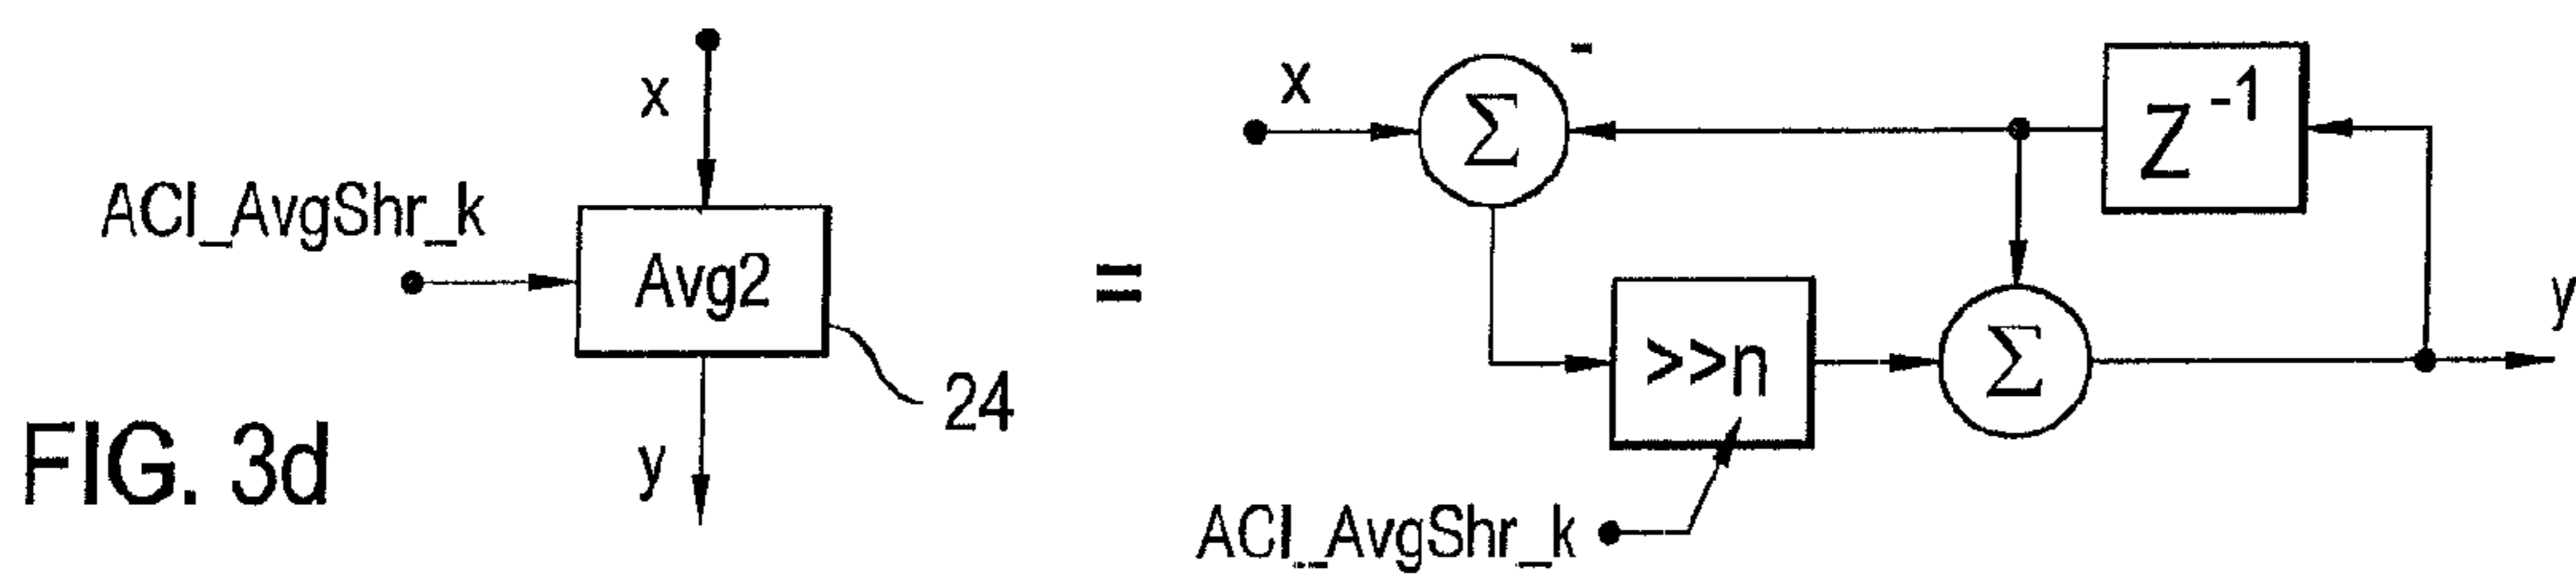 x
ACI_AvgShr_k
Avg2
24
y
FIG. 3d
=
x
Σ
-
Z-1
>>n
Σ
y
ACI_AvgShr_k